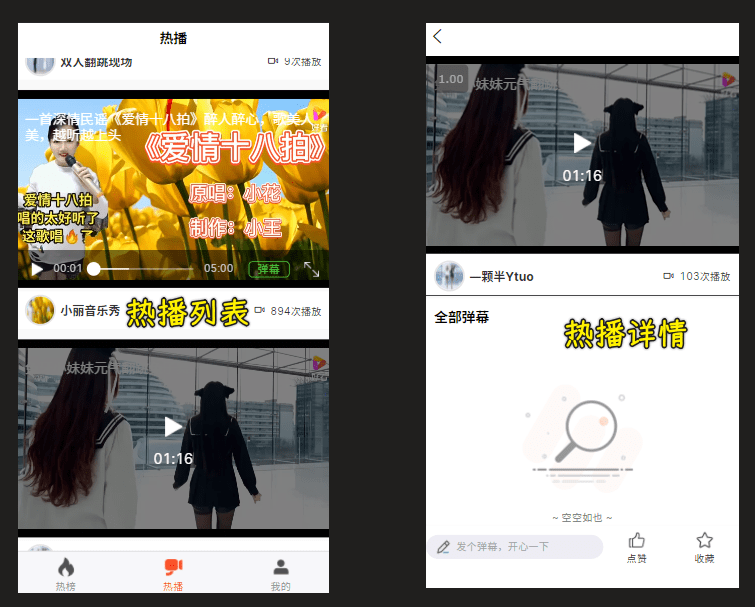 热播
双人翻跳现场
9次播放
一首深情民谣《爱情十八拍》醉人醉心，歌美人
美，越听越上头
《爱情十八拍》
原唱：小花
制作：小王
爱情十八拍
唱的太好听了
这歌唱🔥了
00:01
05:00
弹幕
小丽音乐秀
热播列表
894次播放
小妹妹元气
01:16
热榜
热播
我的
1.00
妹妹元气
01:16
一颗半Ytuo
103次播放
全部弹幕
热播详情
~ 空空如也 ~
发个弹幕，开心一下
点赞
收藏